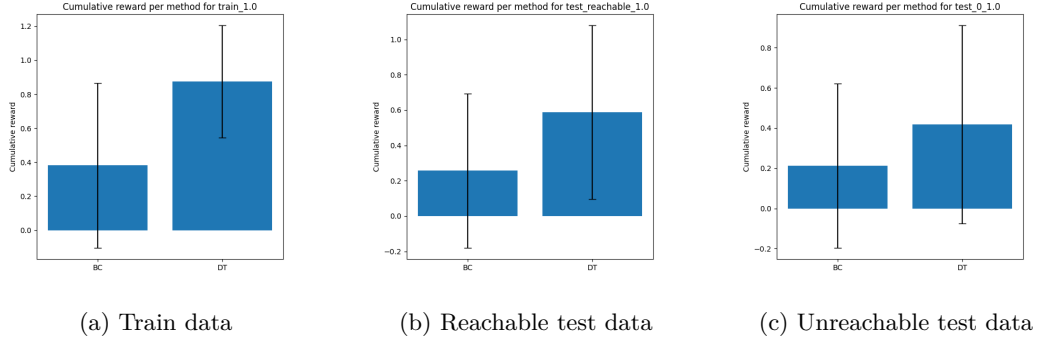 Cumulative reward per method for train_1.0
1.2
1.0
0.8
0.6
0.4
0.2
0.0
Cumulative reward
BC DT
(a) Train data
Cumulative reward per method for test_reachable_1.0
1.0
0.8
0.6
0.4
0.2
0.0
−0.2
Cumulative reward
BC DT
(b) Reachable test data
Cumulative reward per method for test_0_1.0
0.8
0.6
0.4
0.2
0.0
−0.2
Cumulative reward
BC DT
(c) Unreachable test data